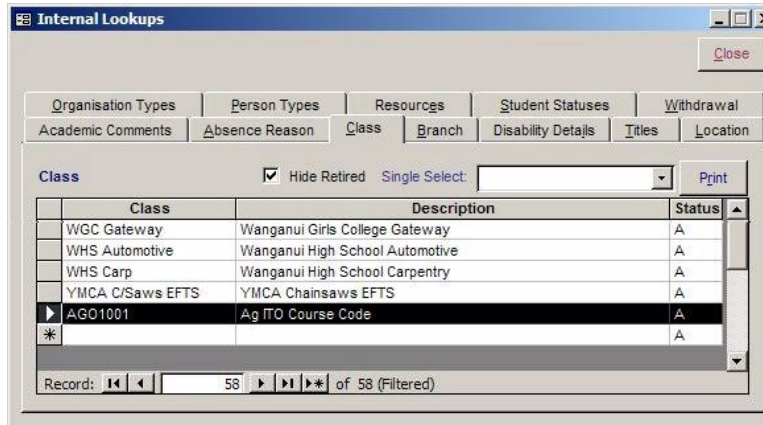 Internal Lookups
Close
Organisation Types Person Types Resources Student Statuses Withdrawal
Academic Comments Absence Reason Class Branch Disability Details Titles Location
Class Hide Retired Single Select: Print
Class Description Status
WGC Gateway Wanganui Girls College Gateway A
WHS Automotive Wanganui High School Automotive A
WHS Carp Wanganui High School Carpentry A
YMCA C/Saws EFTS YMCA Chainsaws EFTS A
AGO1001 Ag ITO Course Code A
A
Record: 58 of 58 (Filtered)